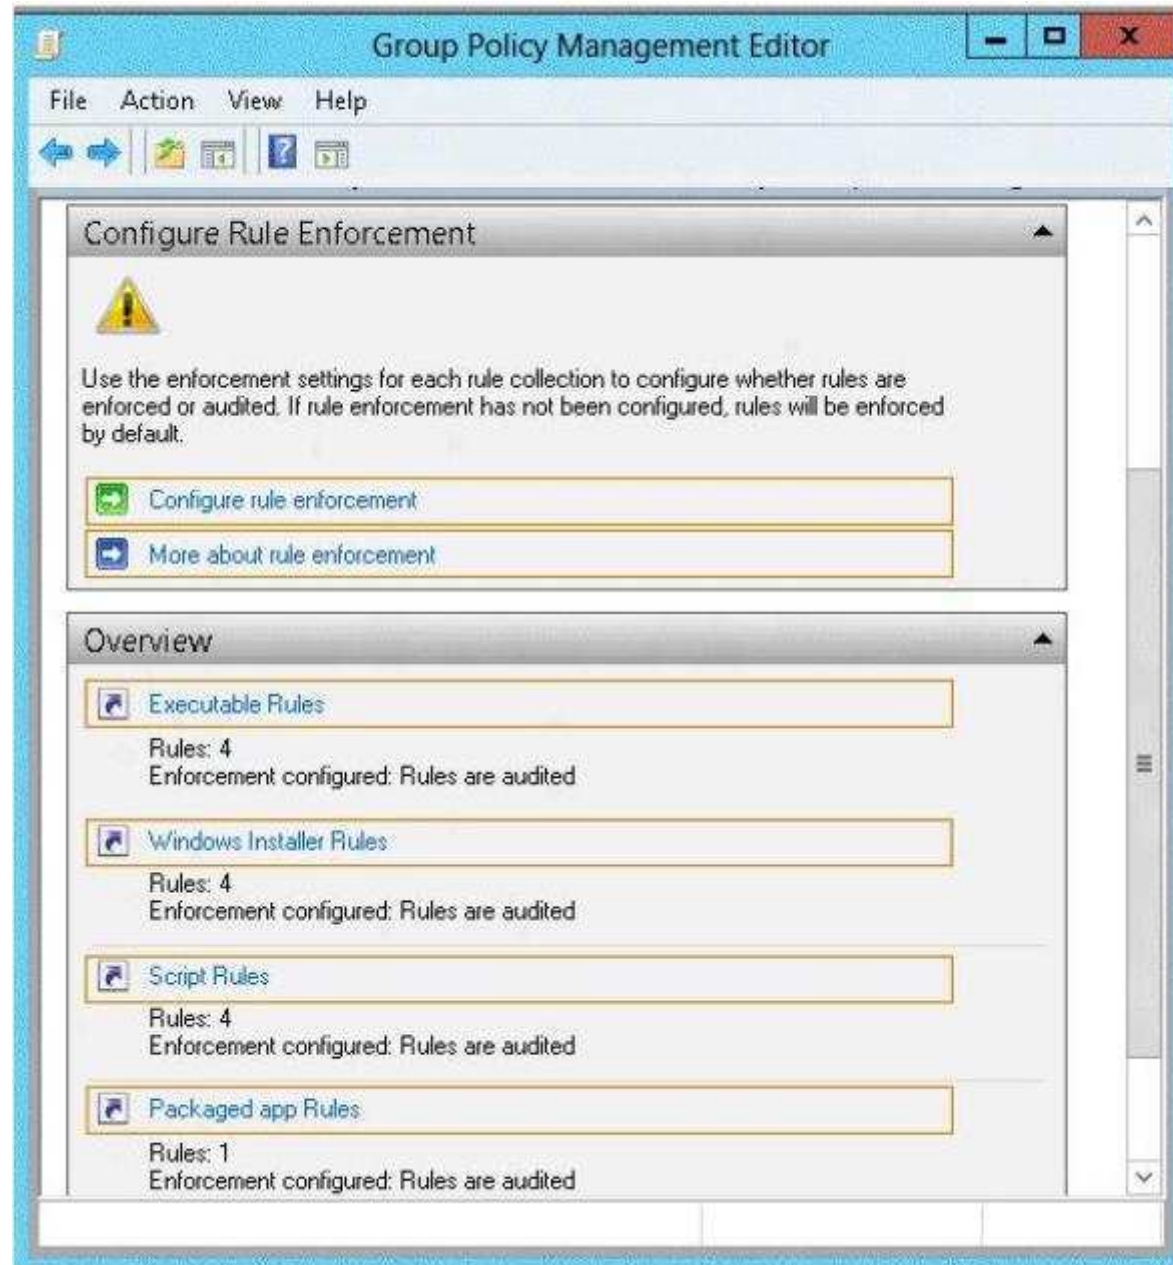 Group Policy Management Editor
File Action View Help
Configure Rule Enforcement
Use the enforcement settings for each rule collection to configure whether rules are
enforced or audited. If rule enforcement has not been configured, rules will be enforced
by default.
Configure rule enforcement
More about rule enforcement
Overview
Executable Rules
Rules: 4
Enforcement configured: Rules are audited
Windows Installer Rules
Rules: 4
Enforcement configured: Rules are audited
Script Rules
Rules: 4
Enforcement configured: Rules are audited
Packaged app Rules
Rules: 1
Enforcement configured: Rules are audited